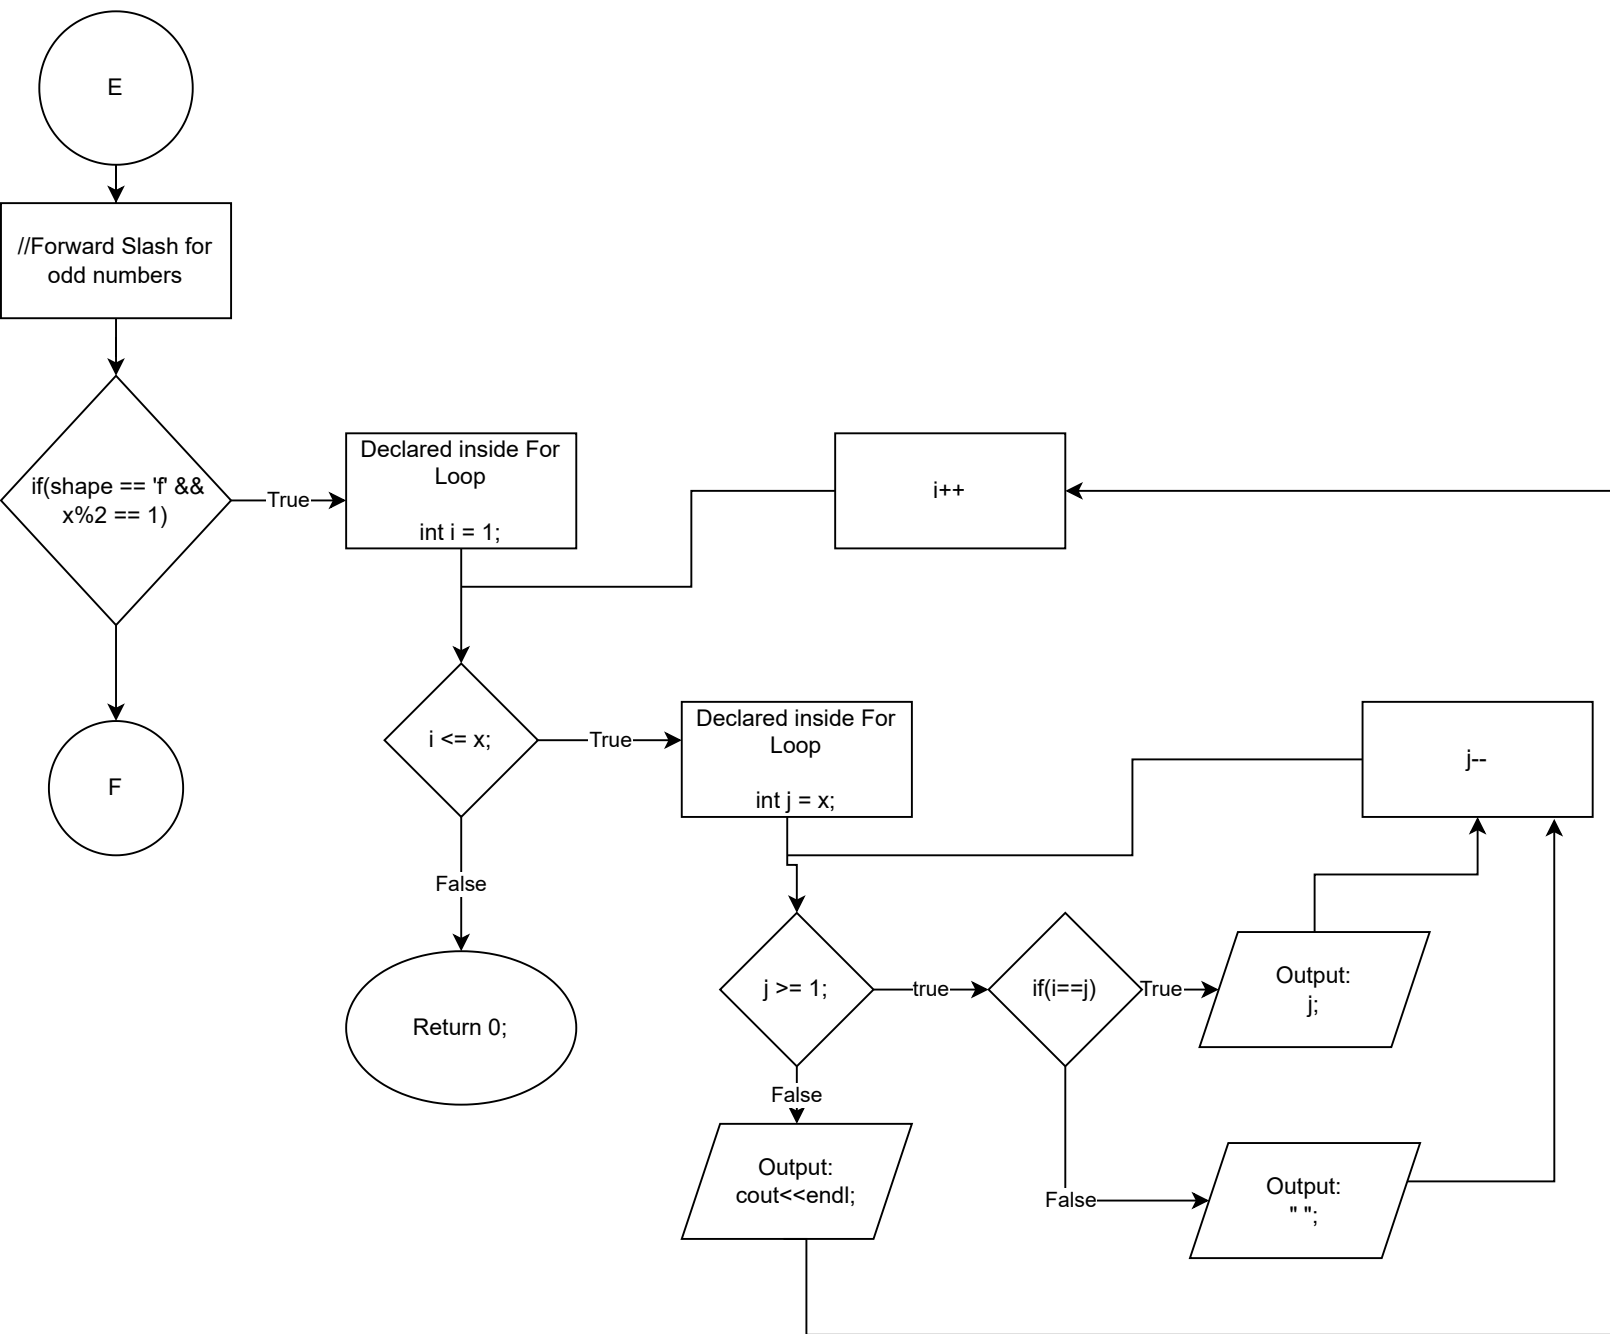 E
//Forward Slash for
odd numbers
if(shape == 'f' &&
x%2 == 1)
True
Declared inside For
Loop
int i = 1;
i++
i <= x;
True
Declared inside For
Loop
int j = x;
j--
F
False
Return 0;
j >= 1;
true
if(i==j)
True
Output:
j;
False
Output:
cout<<endl;
False
Output:
" ";